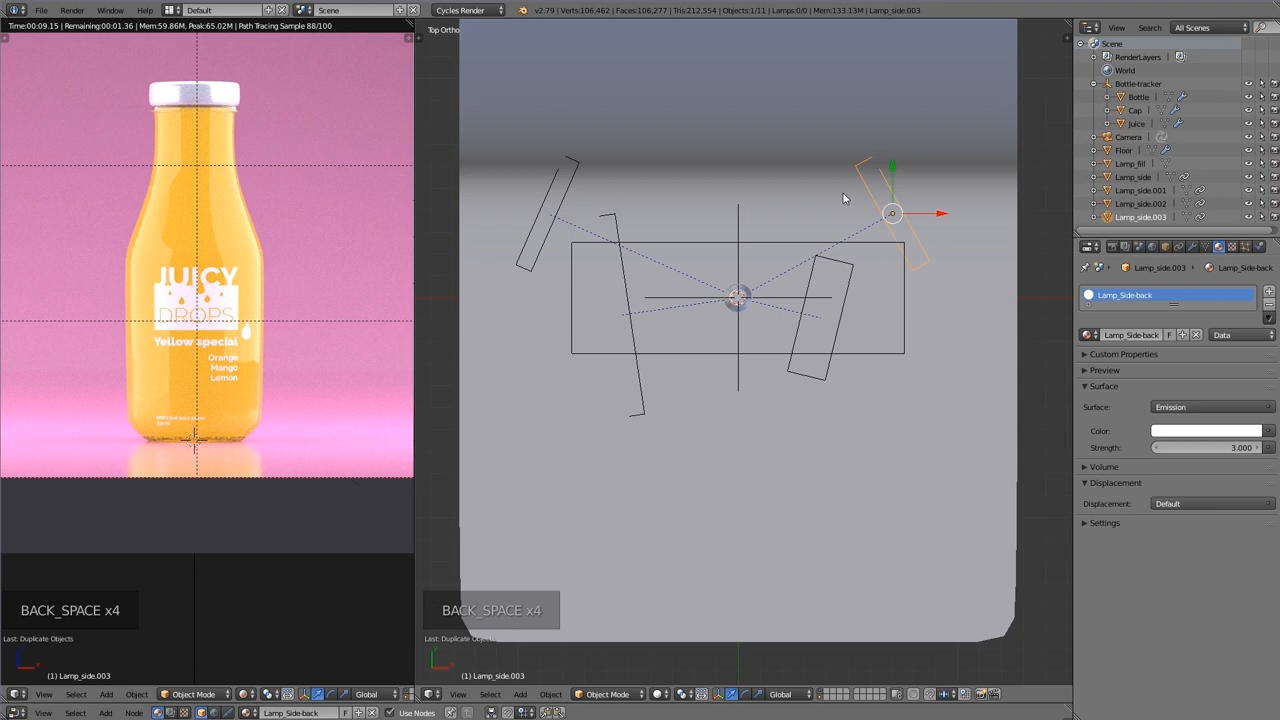 File Render Window Help Default Scene Cycles Render v2.79 | Verts:106,462 | Faces:106,277 | Tris:212,554 | Objects:1/11 | Lamps:0/0 | Mem:133.13M | Lamp_side.003
Time:00:09.15 | Remaining:00:01.36 | Mem:59.86M, Peak:65.02M | Path Tracing Sample 88/100
Top Ortho
View Search All Scenes
Scene
RenderLayers
World
Bottle-tracker
Bottle
Cap
Juice
Camera
Floor
Lamp_fill
Lamp_side
Lamp_side.001
Lamp_side.002
Lamp_side.003
Lamp_side.003 Lamp_Side-back
Lamp_Side-back
Lamp_Side-back F Data
Custom Properties
Preview
Surface
Surface: Emission
Color:
Strength: 3.000
Volume
Displacement
Displacement: Default
Settings
JUICY
DROPS
Yellow special
Orange
Mango
Lemon
BACK_SPACE x4
BACK_SPACE x4
Last: Duplicate Objects
Last: Duplicate Objects
(1) Lamp_side.003
(1) Lamp_side.003
View Select Add Object Object Mode Global
View Select Add Object Object Mode Global
View Select Add Node Lamp_Side-back F Use Nodes